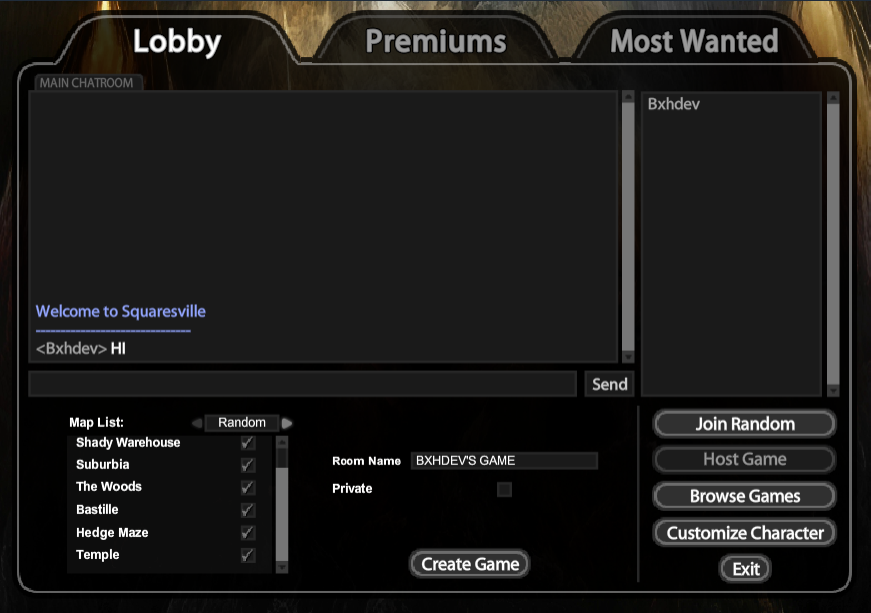 Lobby
Premiums
Most Wanted
MAIN CHATROOM
Bxhdev
Welcome to Squaresville
-------------------------------
<Bxhdev> HI
Send
Map List:
Random
Shady Warehouse
Suburbia
The Woods
Bastille
Hedge Maze
Temple
Room Name
BXHDEV'S GAME
Private
Create Game
Join Random
Host Game
Browse Games
Customize Character
Exit